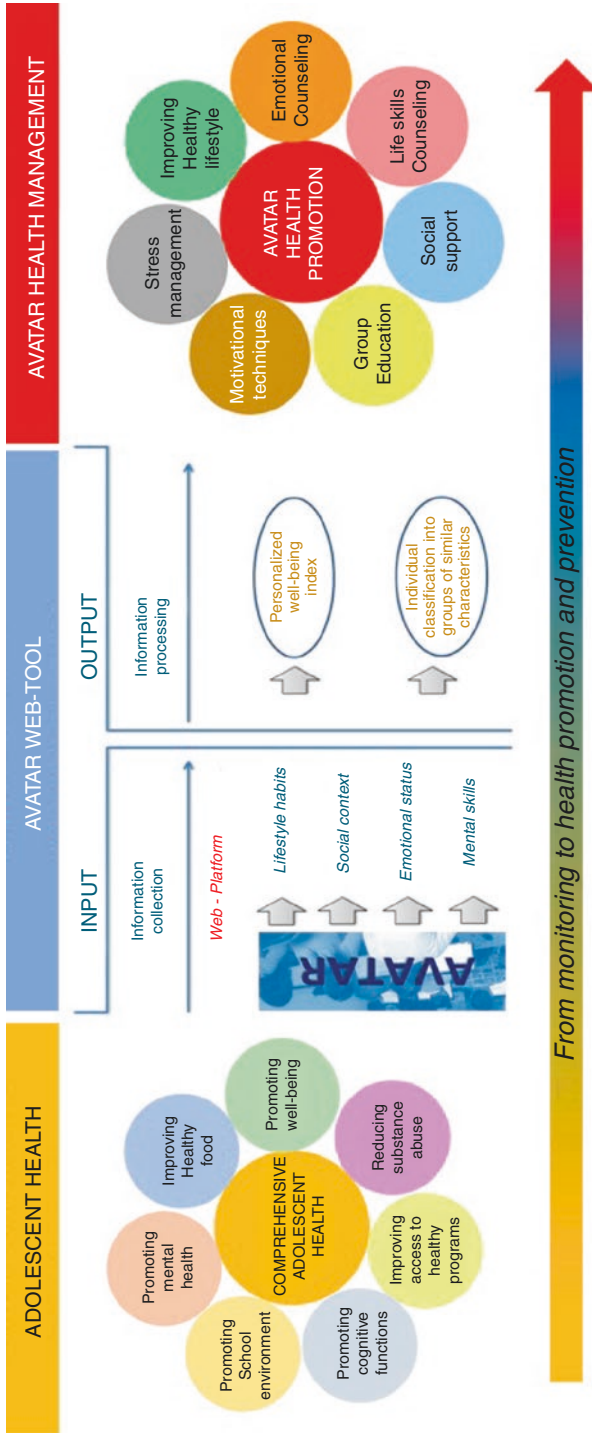 ADOLESCENT HEALTH
COMPREHENSIVE
ADOLESCENT
HEALTH
Promoting
School
environment
Promoting
mental
health
Improving
Healthy
food
Promoting
well-being
Reducing
substance
abuse
Improving
access to
healthy
programs
Promoting
cognitive
functions
AVATAR WEB-TOOL
INPUT
Information
collection
Web - Platform
AVATAR
Lifestyle habits
Social context
Emotional status
Mental skills
OUTPUT
Information
processing
Personalized
well-being
index
Individual
classification into
groups of similar
characteristics
AVATAR HEALTH MANAGEMENT
AVATAR
HEALTH
PROMOTION
Motivational
techniques
Stress
management
Improving
Healthy
lifestyle
Emotional
Counseling
Life skills
Counseling
Social
support
Group
Education
From monitoring to health promotion and prevention